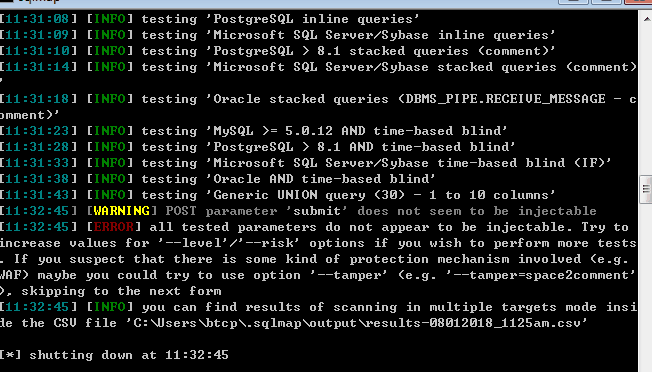 [11:31:08] [INFO] testing 'PostgreSQL inline queries'
[11:31:09] [INFO] testing 'Microsoft SQL Server/Sybase inline queries'
[11:31:10] [INFO] testing 'PostgreSQL > 8.1 stacked queries (comment)'
[11:31:14] [INFO] testing 'Microsoft SQL Server/Sybase stacked queries (comment)
'
[11:31:18] [INFO] testing 'Oracle stacked queries (DBMS_PIPE.RECEIVE_MESSAGE - c
omment)'
[11:31:23] [INFO] testing 'MySQL >= 5.0.12 AND time-based blind'
[11:31:28] [INFO] testing 'PostgreSQL > 8.1 AND time-based blind'
[11:31:33] [INFO] testing 'Microsoft SQL Server/Sybase time-based blind (IF)'
[11:31:38] [INFO] testing 'Oracle AND time-based blind'
[11:31:43] [INFO] testing 'Generic UNION query (30) - 1 to 10 columns'
[11:32:45] [WARNING] POST parameter 'submit' does not seem to be injectable
[11:32:45] [ERROR] all tested parameters do not appear to be injectable. Try to
increase values for '--level'/'--risk' options if you wish to perform more tests
. If you suspect that there is some kind of protection mechanism involved (e.g.
WAF) maybe you could try to use option '--tamper' (e.g. '--tamper=space2comment'
), skipping to the next form
[11:32:45] [INFO] you can find results of scanning in multiple targets mode insi
de the CSV file 'C:\Users\btcp\.sqlmap\output\results-08012018_1125am.csv'
[*] shutting down at 11:32:45